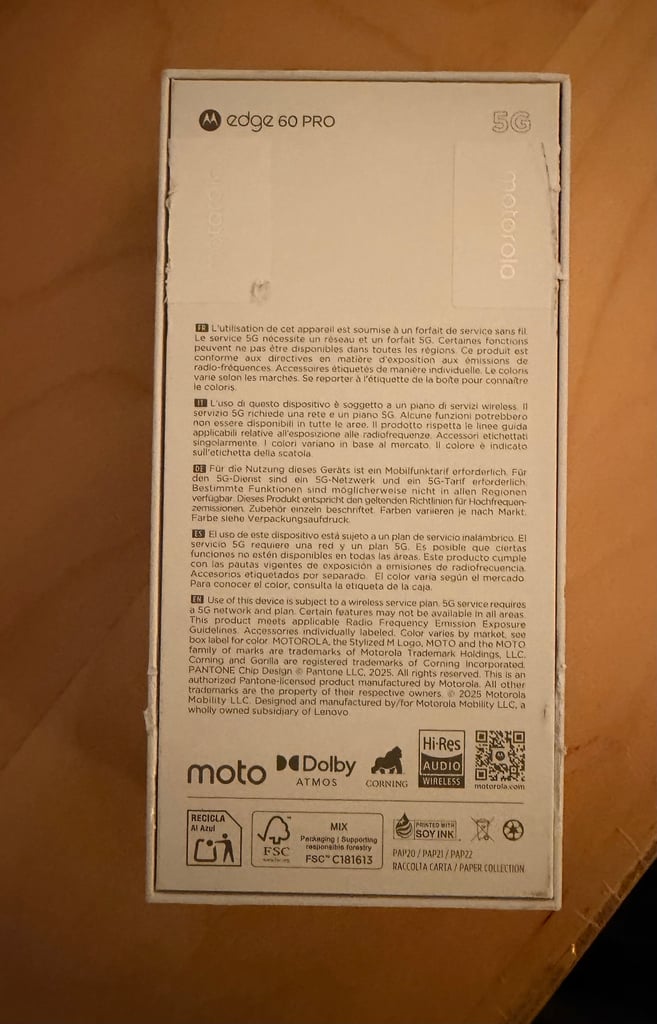 edge 60 PRO
5G
motorola
FR L'utilisation de cet appareil est soumise à un forfait de service sans fil.
Le service 5G nécessite un réseau et un forfait 5G. Certaines fonctions
peuvent ne pas être disponibles dans toutes les régions. Ce produit est
conforme aux directives en matière d'exposition aux émissions de
radio-fréquences. Accessoires étiquetés de manière individuelle. Le coloris
varie selon les marchés. Se reporter à l'étiquette de la boîte pour connaître
le coloris.
IT L'uso di questo dispositivo è soggetto a un piano di servizi wireless. Il
servizio 5G richiede una rete e un piano 5G. Alcune funzioni potrebbero
non essere disponibili in tutte le aree. Il prodotto rispetta le linee guida
applicabili relative all'esposizione alle radiofrequenze. Accessori etichettati
singolarmente. I colori variano in base al mercato. Il colore è indicato
sull'etichetta della scatola.
DE Für die Nutzung dieses Geräts ist ein Mobilfunktarif erforderlich. Für
den 5G-Dienst sind ein 5G-Netzwerk und ein 5G-Tarif erforderlich.
Bestimmte Funktionen sind möglicherweise nicht in allen Regionen
verfügbar. Dieses Produkt entspricht den geltenden Richtlinien für Hochfrequen-
zemissionen. Zubehör einzeln beschriftet. Farben variieren je nach Markt.
Farbe siehe Verpackungsaufdruck.
ES El uso de este dispositivo está sujeto a un plan de servicio inalámbrico. El
servicio 5G requiere una red y un plan 5G. Es posible que ciertas
funciones no estén disponibles en todas las áreas. Este producto cumple
con las pautas vigentes de exposición a emisiones de radiofrecuencia.
Accesorios etiquetados por separado. El color varía según el mercado
Para conocer el color, consulta la etiqueta de la caja.
EN Use of this device is subject to a wireless service plan. 5G service requires
a 5G network and plan. Certain features may not be available in all areas.
This product meets applicable Radio Frequency Emission Exposure
Guidelines. Accessories individually labeled. Color varies by market, see
box label for color. MOTOROLA, the Stylized M Logo, MOTO and the MOTO
family of marks are trademarks of Motorola Trademark Holdings, LLC.
Corning and Gorilla are registered trademarks of Corning Incorporated.
PANTONE Chip Design © Pantone LLC, 2025. All rights reserved. This is an
authorized Pantone-licensed product manufactured by Motorola. All other
trademarks are the property of their respective owners. © 2025 Motorola
Mobility LLC. Designed and manufactured by/for Motorola Mobility LLC, a
wholly owned subsidiary of Lenovo.
moto
Dolby
ATMOS
CORNING
Hi-Res
AUDIO
WIRELESS
motorola.com
RECICLA
Al Azul
FSC
www.fsc.org
MIX
Packaging | Supporting
responsible forestry
FSC™ C181613
PRINTED WITH
SOY INK
PAP20 / PAP21 / PAP22
RACCOLTA CARTA / PAPER COLLECTION